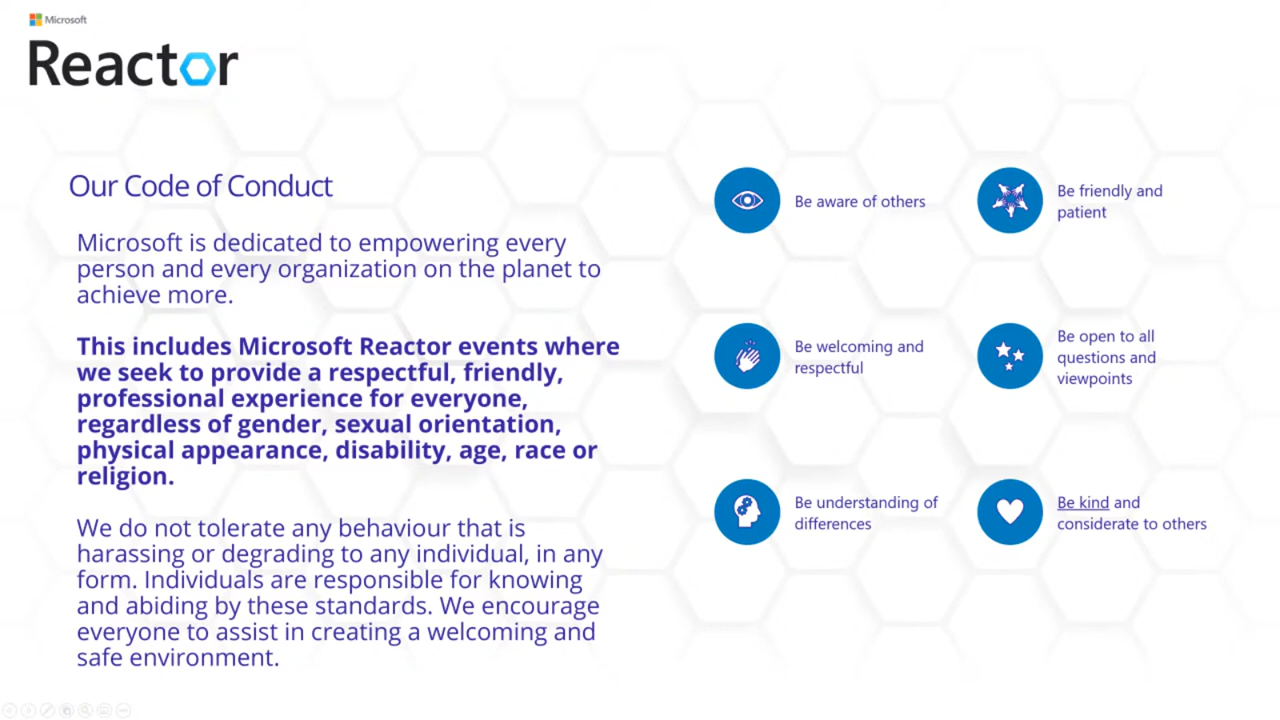 Microsoft
Reactor
Our Code of Conduct
Microsoft is dedicated to empowering every
person and every organization on the planet to
achieve more.
This includes Microsoft Reactor events where
we seek to provide a respectful, friendly,
professional experience for everyone,
regardless of gender, sexual orientation,
physical appearance, disability, age, race or
religion.
We do not tolerate any behaviour that is
harassing or degrading to any individual, in any
form. Individuals are responsible for knowing
and abiding by these standards. We encourage
everyone to assist in creating a welcoming and
safe environment.
Be aware of others
Be friendly and
patient
Be welcoming and
respectful
Be open to all
questions and
viewpoints
Be understanding of
differences
Be kind and
considerate to others